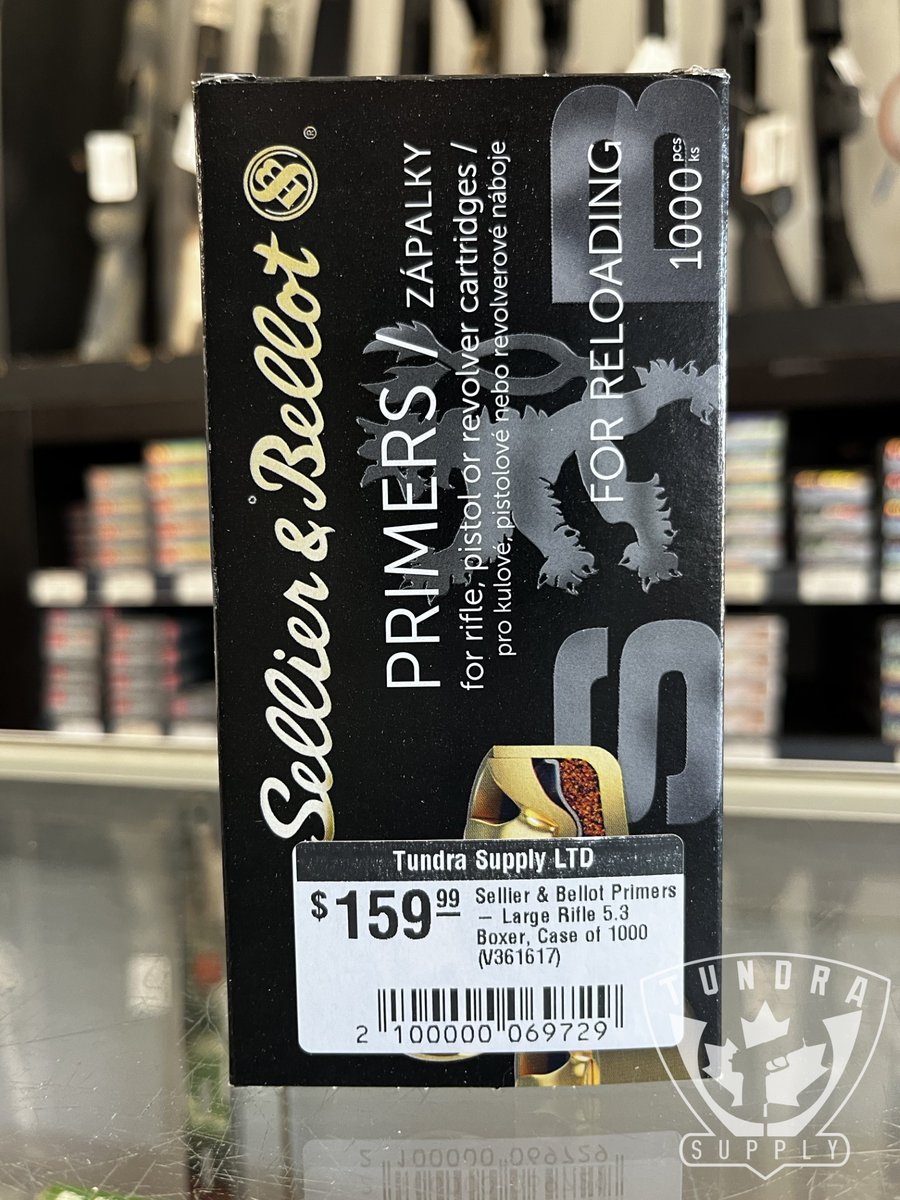 Sellier & Bellot ®
PRIMERS / ZÁPALKY
for rifle, pistol or revolver cartridges /
pro kulové, pistolové nebo revolverové náboje
FOR RELOADING
1000 pcs
ks
S B
Tundra Supply LTD
$159.99
Sellier & Bellot Primers
– Large Rifle 5.3
Boxer, Case of 1000
(V361617)
2 100000 069729
TUNDRA
SUPPLY